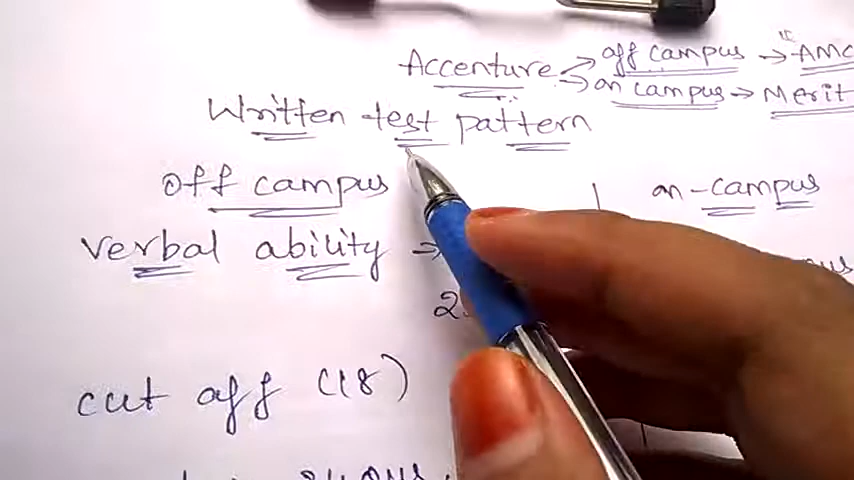 Accenture → off campus → AMC
→ on campus → Merit
Written test pattern
off campus
on-campus
verbal ability →
cut off (18)